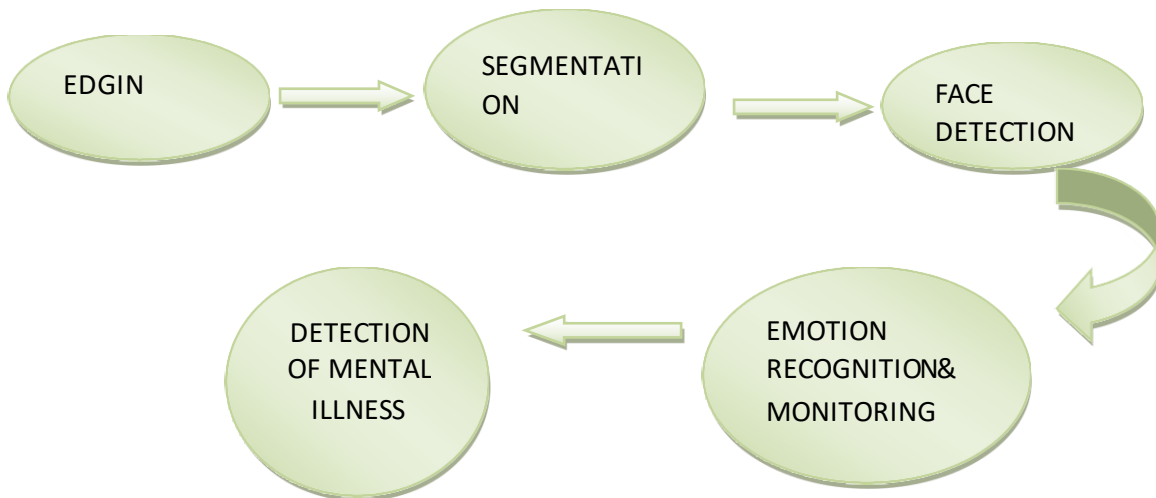 EDGIN
SEGMENTATI
ON
FACE
DETECTION
EMOTION
RECOGNITION&
MONITORING
DETECTION
OF MENTAL
ILLNESS